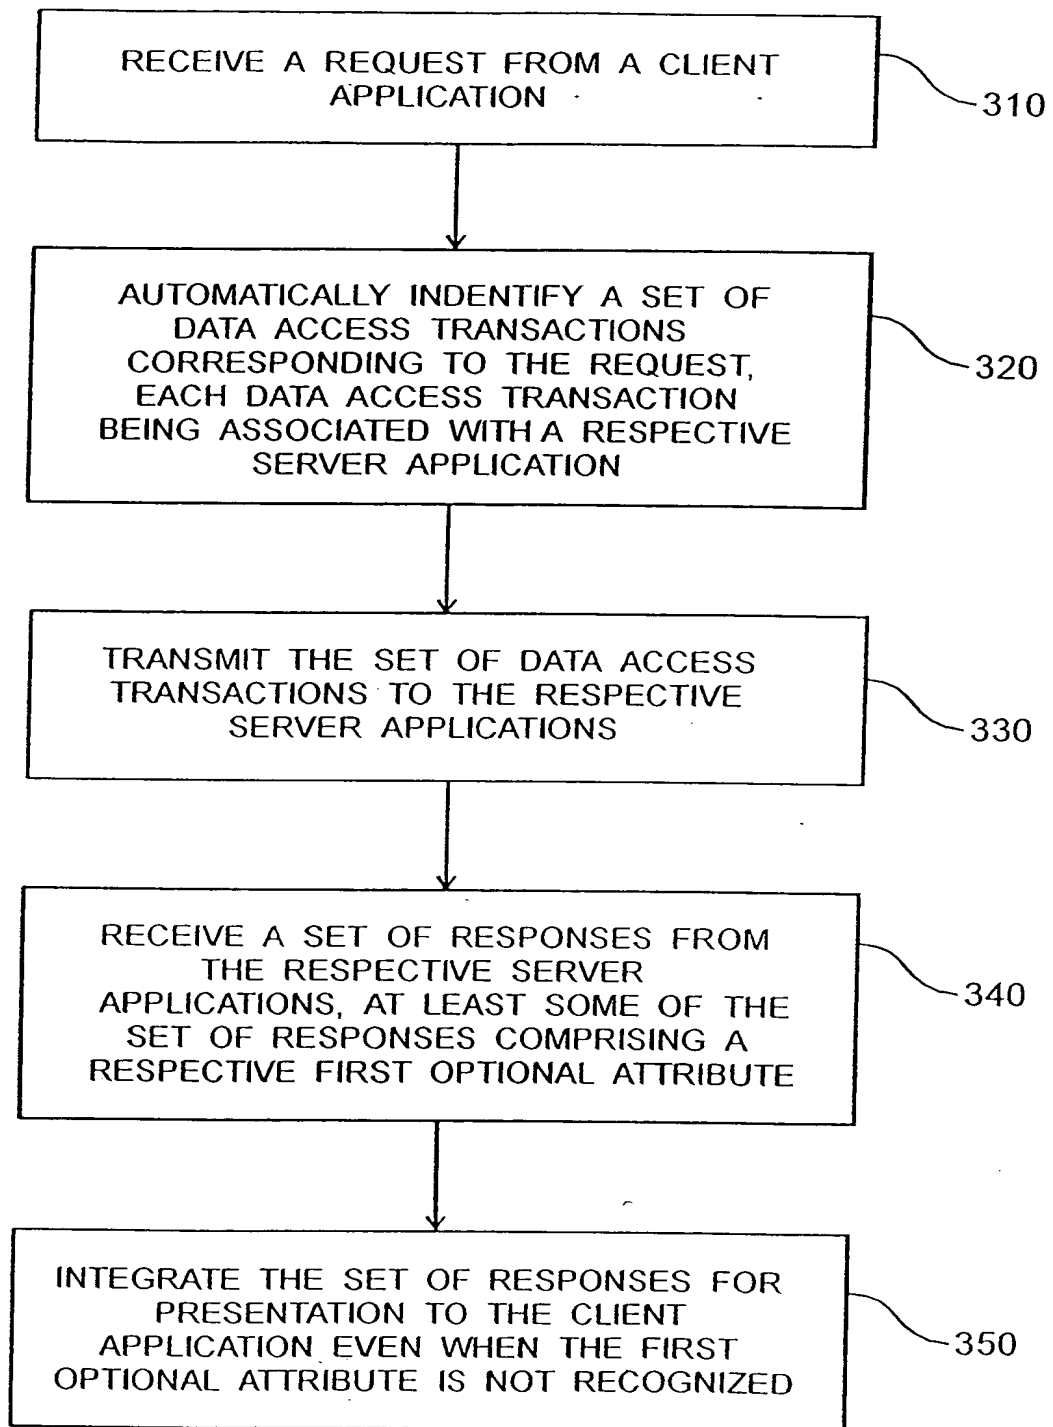 RECEIVE A REQUEST FROM A CLIENT
APPLICATION
310
AUTOMATICALLY INDENTIFY A SET OF
DATA ACCESS TRANSACTIONS
CORRESPONDING TO THE REQUEST,
EACH DATA ACCESS TRANSACTION
BEING ASSOCIATED WITH A RESPECTIVE
SERVER APPLICATION
320
TRANSMIT THE SET OF DATA ACCESS
TRANSACTIONS TO THE RESPECTIVE
SERVER APPLICATIONS
330
RECEIVE A SET OF RESPONSES FROM
THE RESPECTIVE SERVER
APPLICATIONS, AT LEAST SOME OF THE
SET OF RESPONSES COMPRISING A
RESPECTIVE FIRST OPTIONAL ATTRIBUTE
340
INTEGRATE THE SET OF RESPONSES FOR
PRESENTATION TO THE CLIENT
APPLICATION EVEN WHEN THE FIRST
OPTIONAL ATTRIBUTE IS NOT RECOGNIZED
350